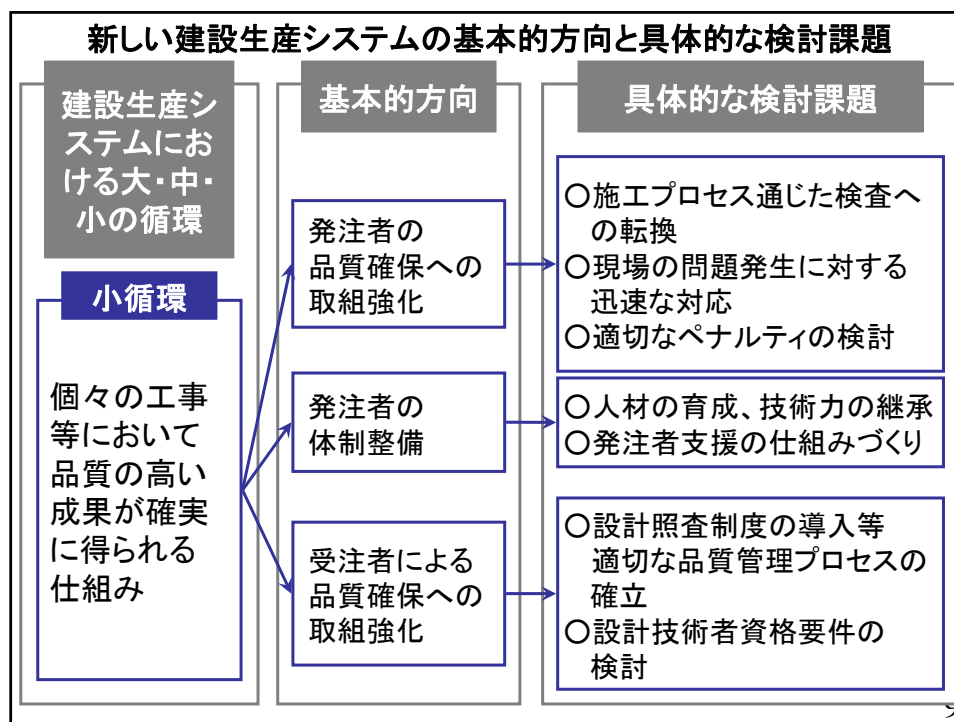 新しい建設生産システムの基本的方向と具体的な検討課題
建設生産シ
ステムにお
ける大・中・
小の循環
小循環
個々の工事
等において
品質の高い
成果が確実
に得られる
仕組み
基本的方向
発注者の
品質確保への
取組強化
発注者の
体制整備
受注者による
品質確保への
取組強化
具体的な検討課題
○施工プロセス通じた検査へ
の転換
○現場の問題発生に対する
迅速な対応
○適切なペナルティの検討
○人材の育成、技術力の継承
○発注者支援の仕組みづくり
○設計照査制度の導入等
適切な品質管理プロセスの
確立
○設計技術者資格要件の
検討